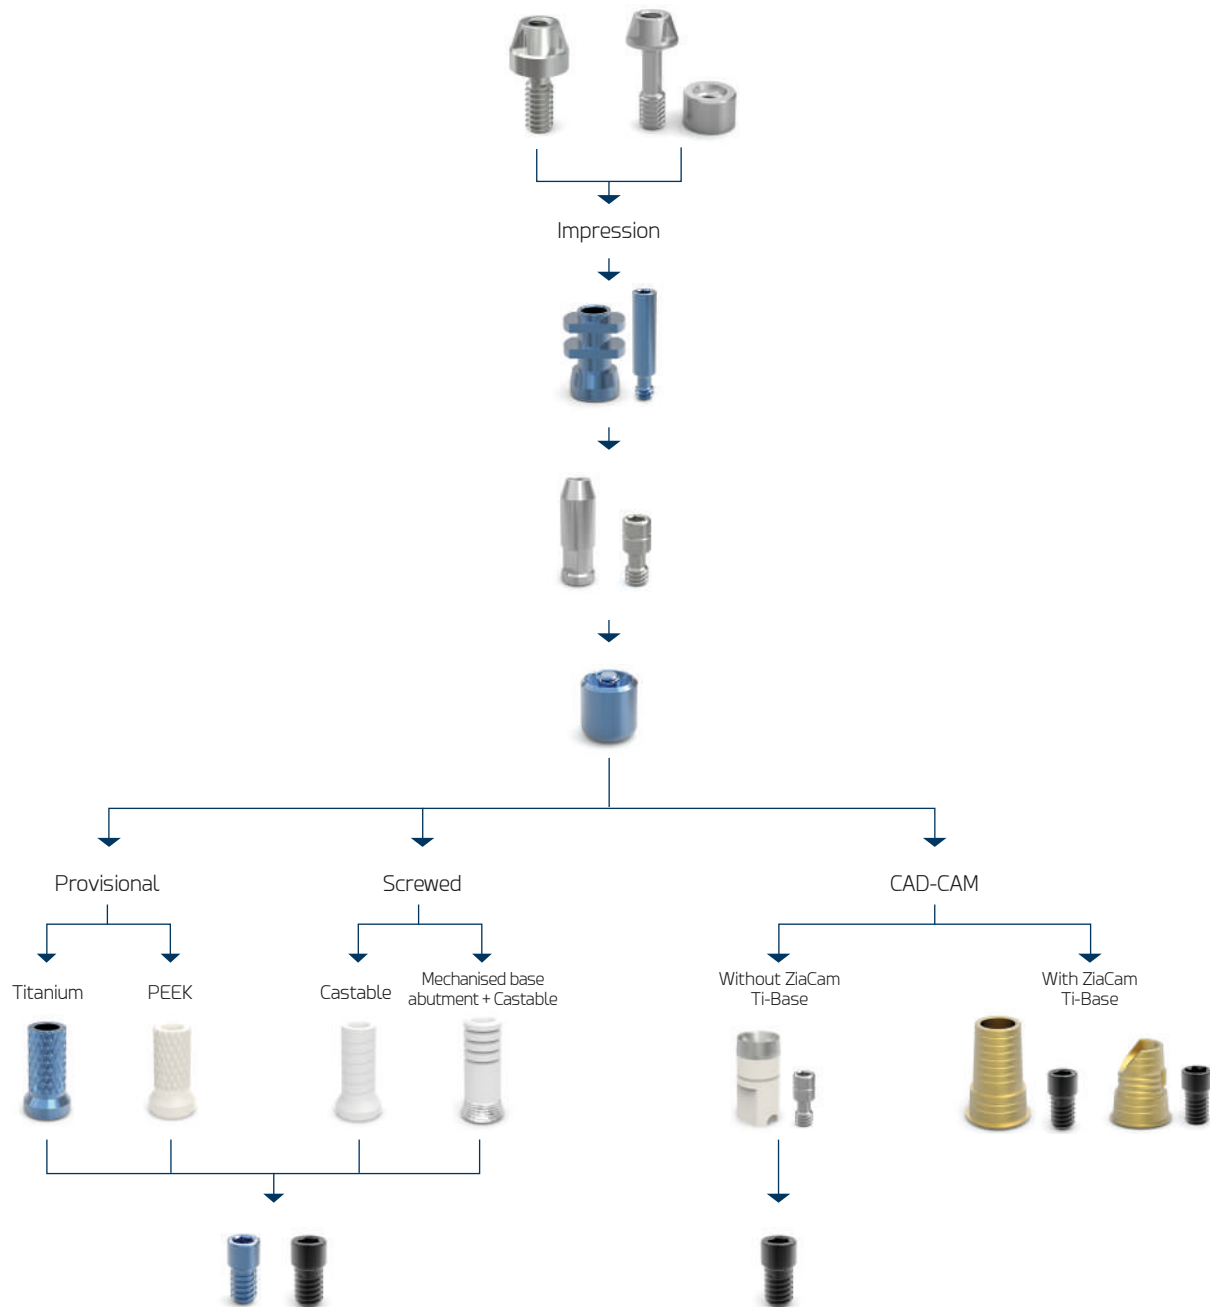 Impression
Provisional
Screwed
CAD-CAM
Titanium
PEEK
Castable
Mechanised base
abutment + Castable
Without ZiaCam
Ti-Base
With ZiaCam
Ti-Base